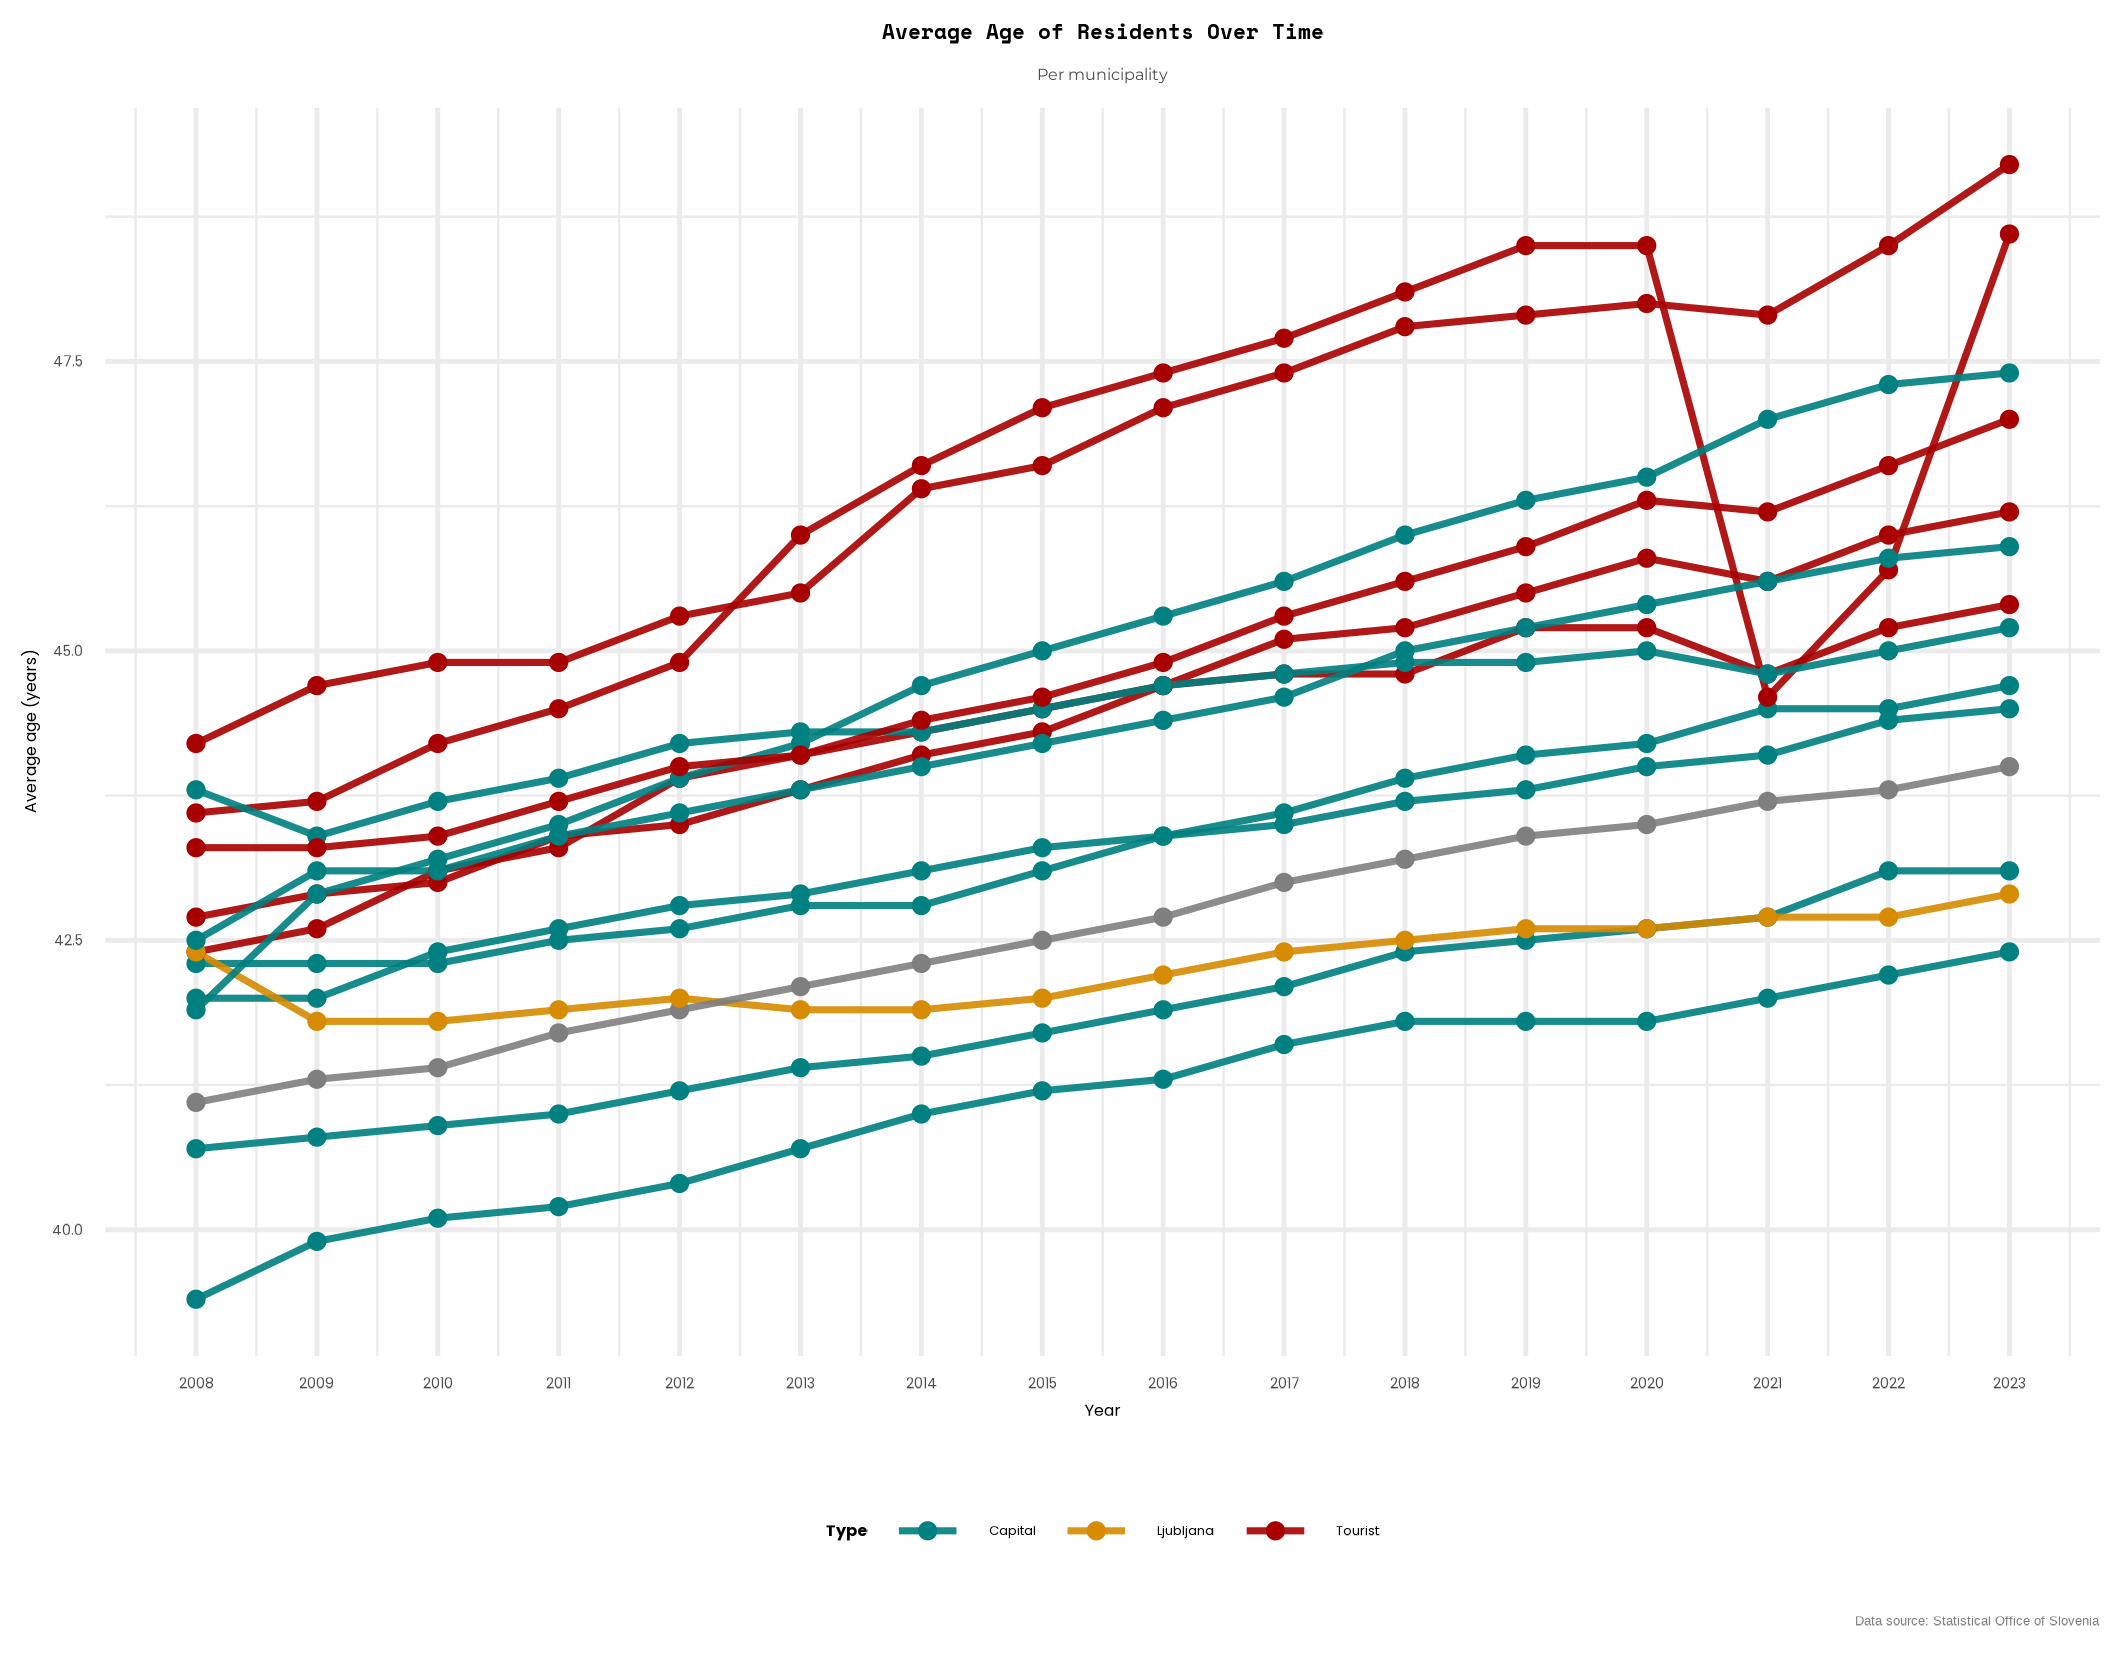 Average Age of Residents Over Time
Per municipality
Average age (years)
47.5
45.0
42.5
40.0
2008 2009 2010 2011 2012 2013 2014 2015 2016 2017 2018 2019 2020 2021 2022 2023
Year
Type Capital Ljubljana Tourist
Data source: Statistical Office of Slovenia